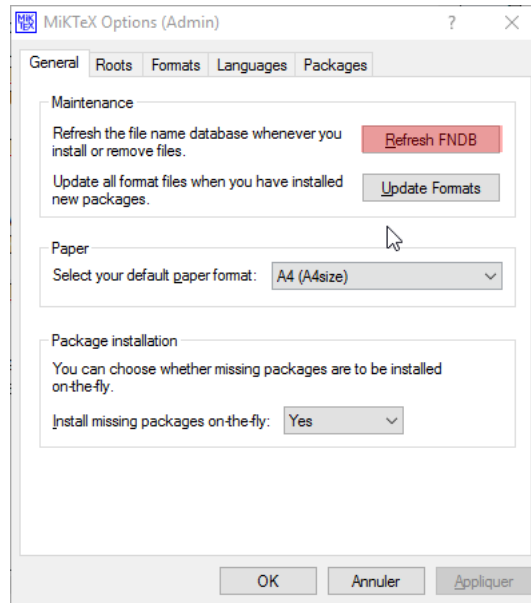 MiKTeX Options (Admin)
General Roots Formats Languages Packages
Maintenance
Refresh the file name database whenever you
install or remove files.
Refresh FNDB
Update all format files when you have installed
new packages.
Update Formats
Paper
Select your default paper format: A4 (A4size)
Package installation
You can choose whether missing packages are to be installed
on-the-fly.
Install missing packages on-the-fly: Yes
OK Annuler Appliquer